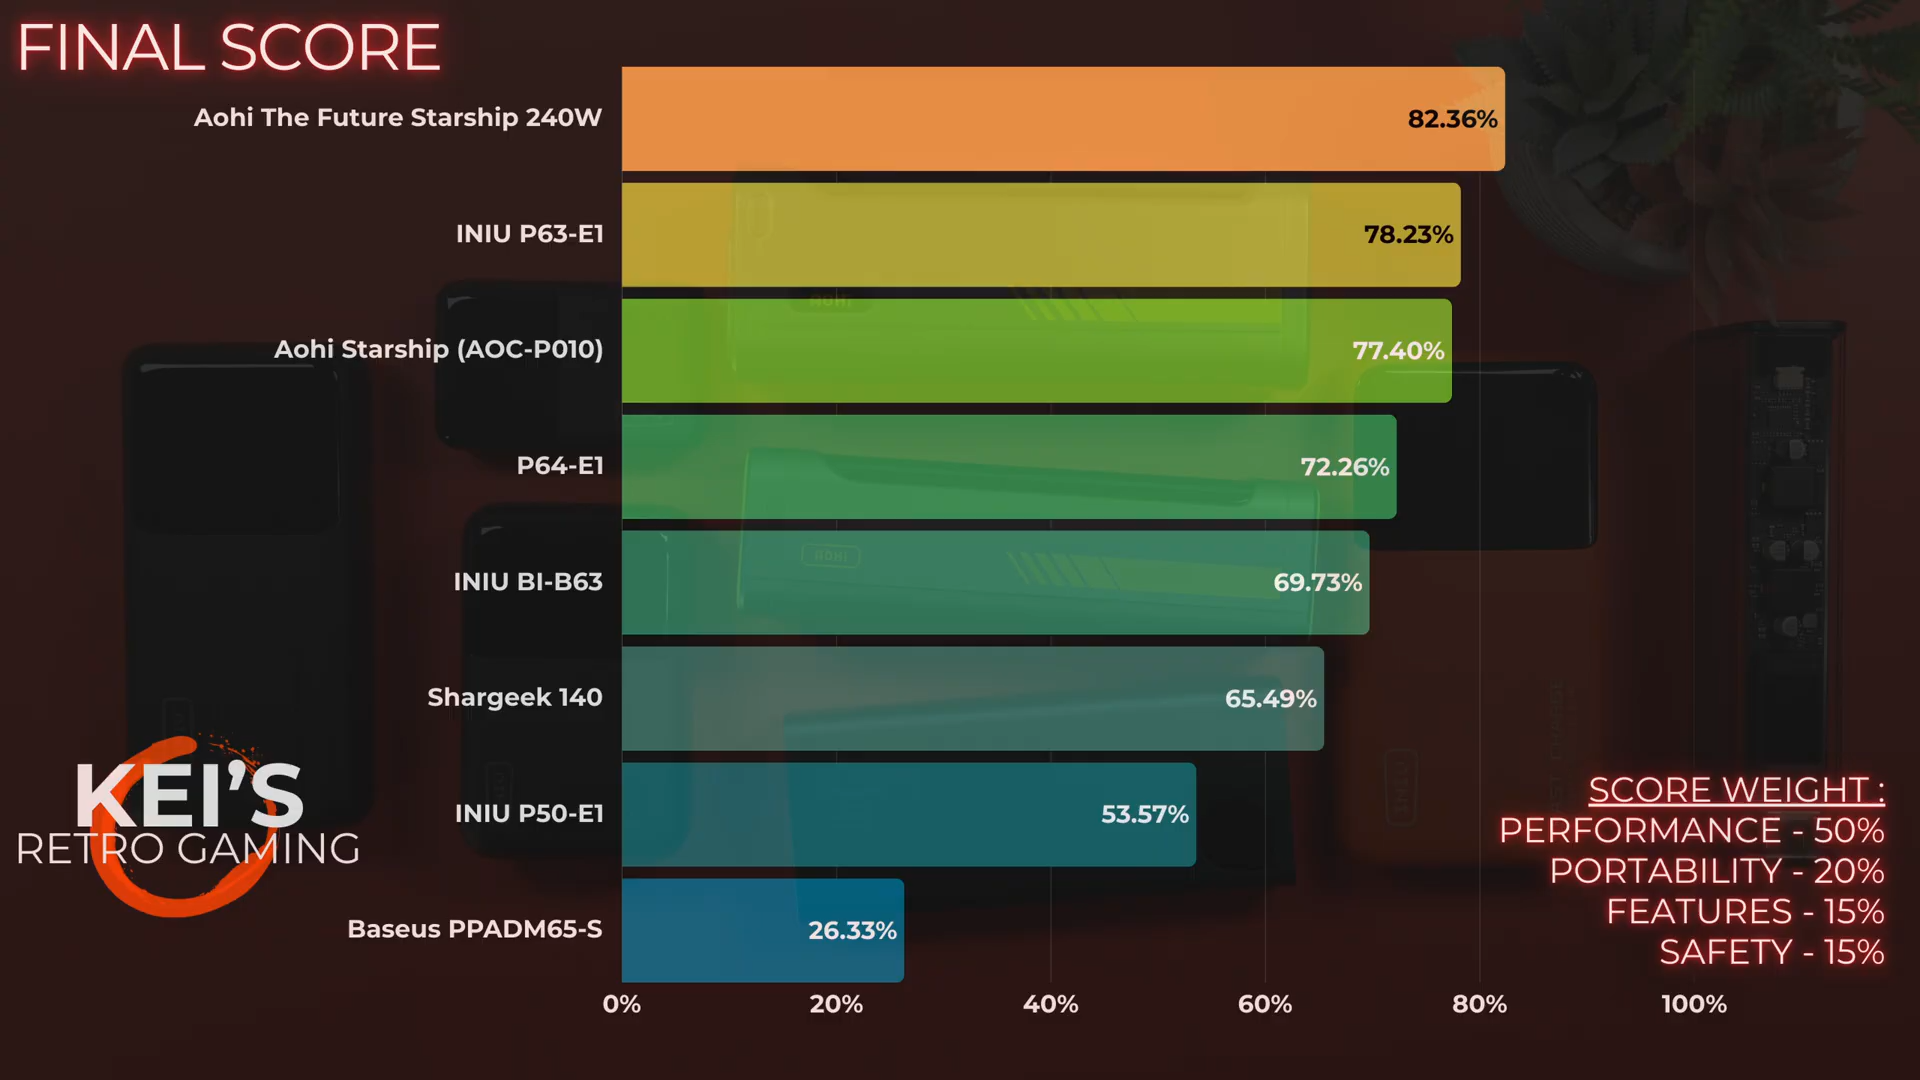 FINAL SCORE
Aohi The Future Starship 240W
82.36%
INIU P63-E1
78.23%
AOHI
Aohi Starship (AOC-P010)
77.40%
P64-E1
72.26%
AOHI
INIU BI-B63
69.73%
Shargeek 140
65.49%
INIU P50-E1
53.57%
Baseus PPADM65-S
26.33%
0% 20% 40% 60% 80% 100%
KEI'S
RETRO GAMING
INIU
SCORE WEIGHT :
PERFORMANCE - 50%
PORTABILITY - 20%
FEATURES - 15%
SAFETY - 15%